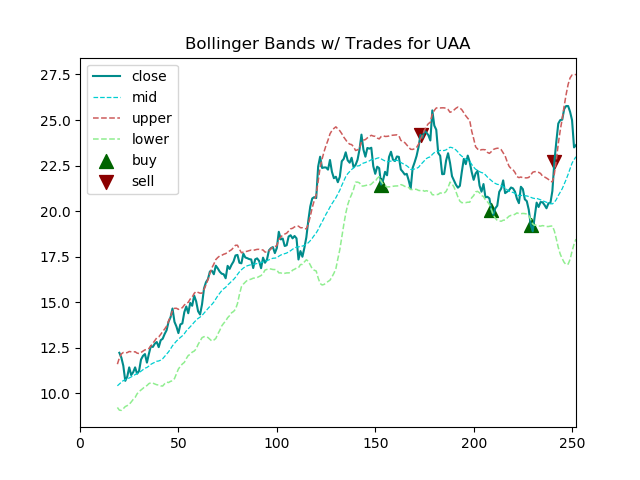 Bollinger Bands w/ Trades for UAA
close
mid
upper
lower
buy
sell
27.5
25.0
22.5
20.0
17.5
15.0
12.5
10.0
0 50 100 150 200 250